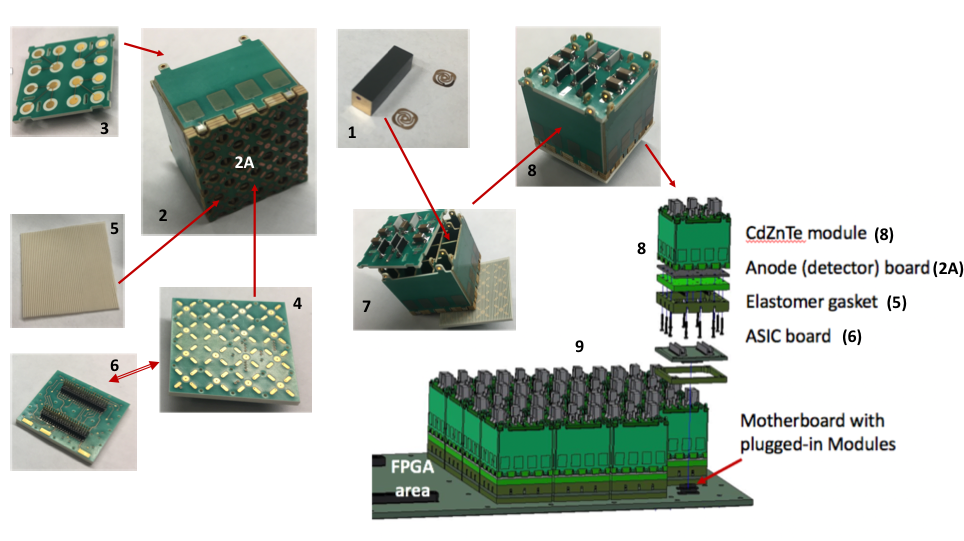 3
2A
2
1
8
5
4
7
6
8
CdZnTe module (8)
Anode (detector) board (2A)
Elastomer gasket (5)
ASIC board (6)
9
Motherboard with
plugged-in Modules
FPGA
area